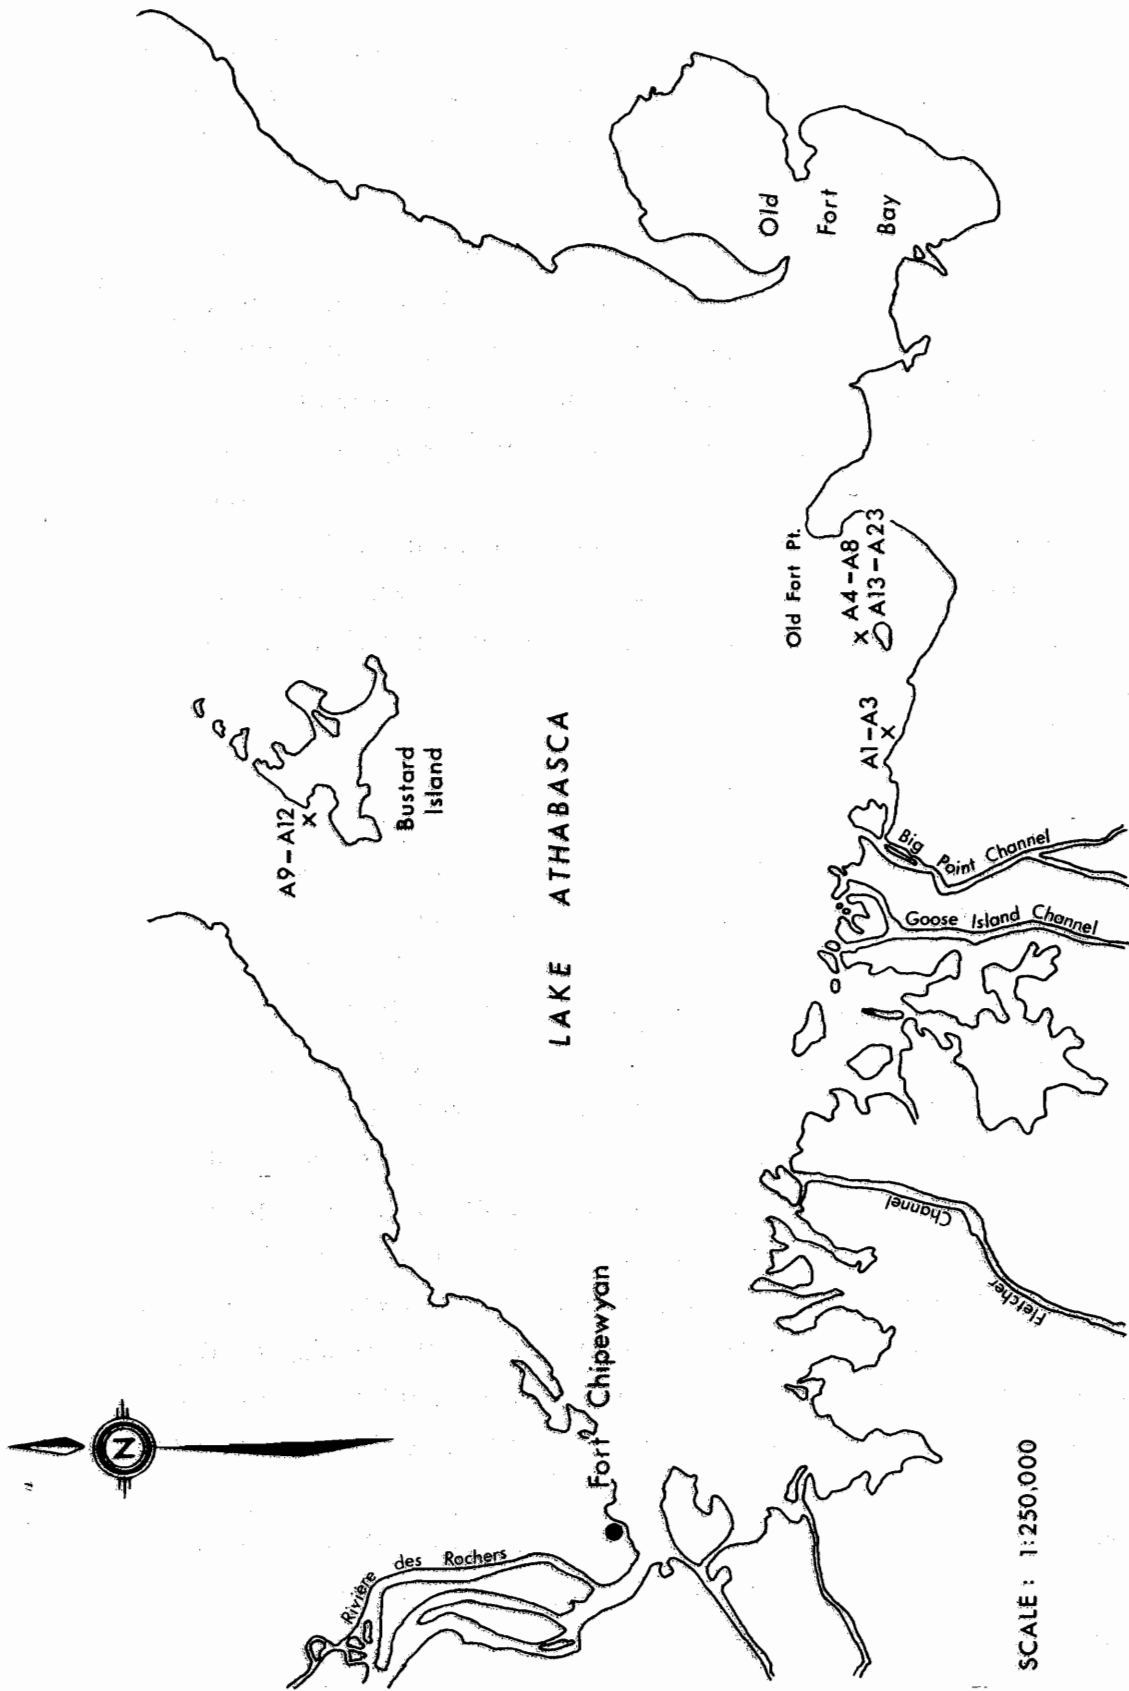 N
Rivière des Rochers
Fort Chipewyan
LAKE ATHABASCA
A9-A12
Bustard
Island
Old Fort Pt.
x A4-A8
A13-A23
A1-A3
x
x
Old
Fort
Bay
Big Point Channel
Goose Island Channel
Fletcher Channel
SCALE: 1:250,000